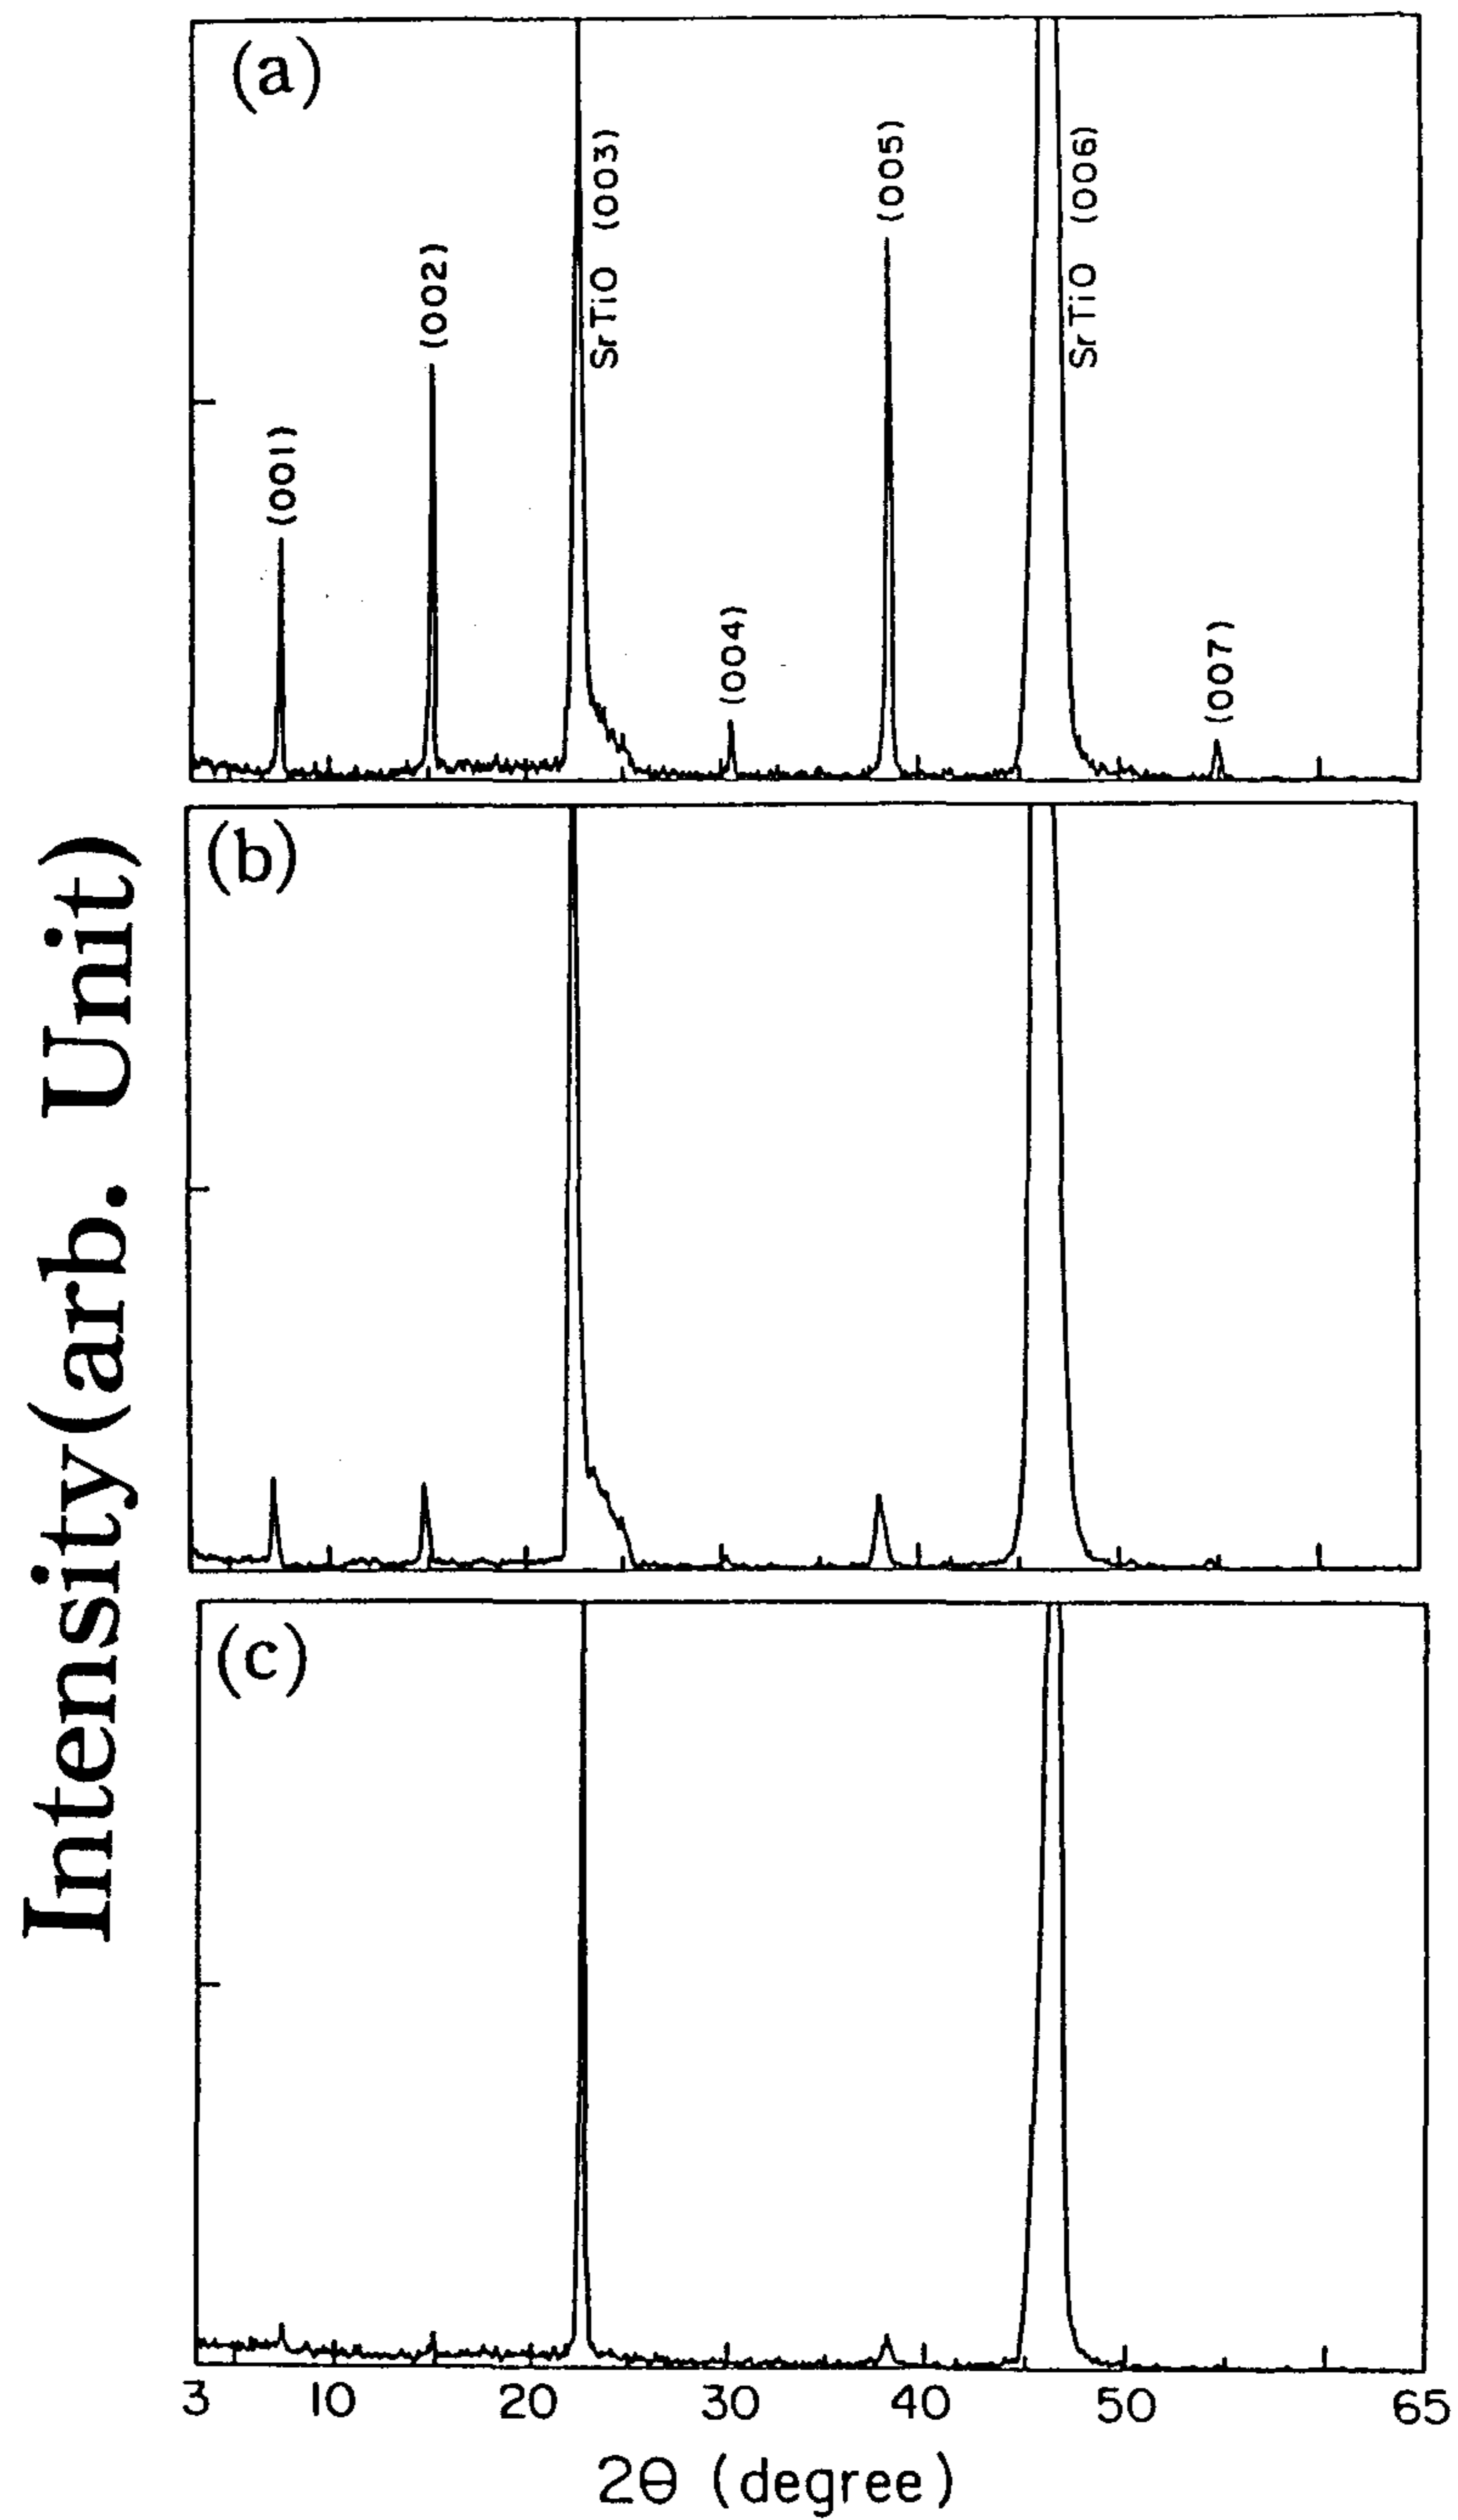 (a)
(001)
(002)
SrTiO (003)
(004)
(005)
SrTiO (006)
(007)
Intensity(arb. Unit)
(b)
(c)
3 10 20 30 40 50 65
2Θ (degree)